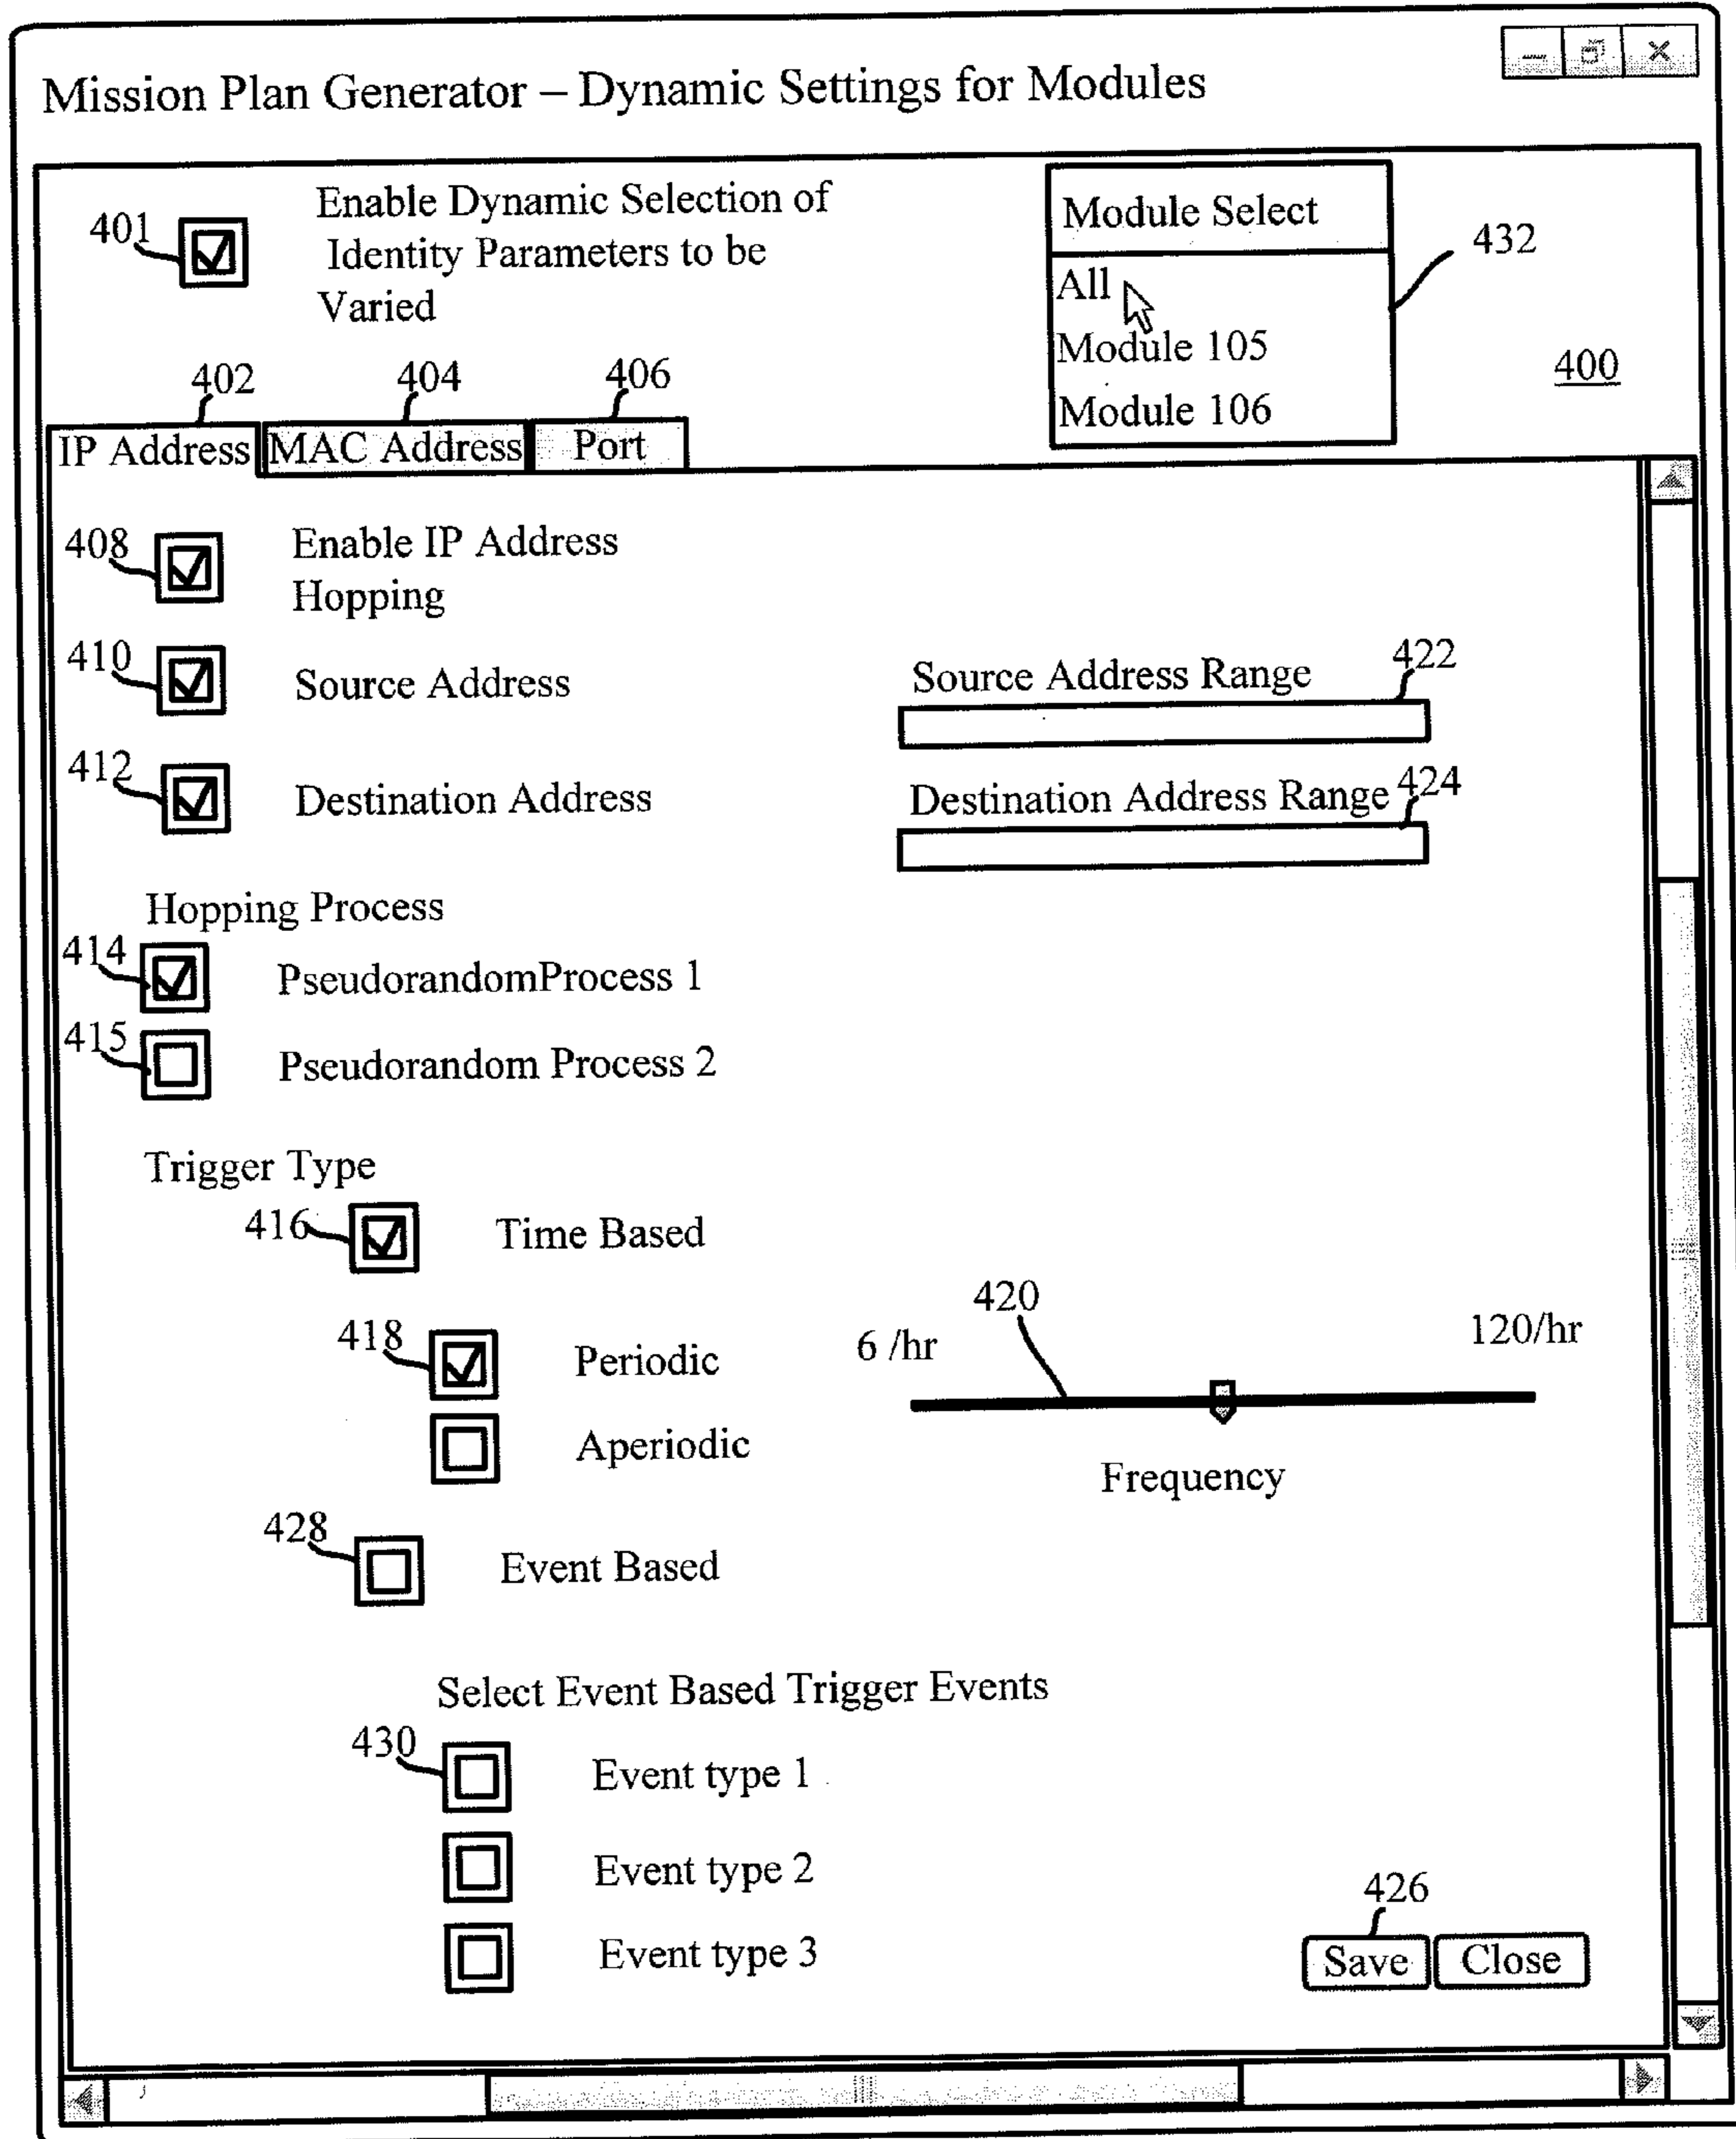 Mission Plan Generator – Dynamic Settings for Modules
401
Enable Dynamic Selection of
Identity Parameters to be
Varied
Module Select
All
Module 105
Module 106
432
400
402
404
406
IP Address
MAC Address
Port
408
Enable IP Address
Hopping
410
Source Address
Source Address Range
422
412
Destination Address
Destination Address Range
424
Hopping Process
414
PseudorandomProcess 1
415
Pseudorandom Process 2
Trigger Type
416
Time Based
418
Periodic
6 /hr
420
120/hr
Aperiodic
Frequency
428
Event Based
Select Event Based Trigger Events
430
Event type 1
Event type 2
Event type 3
426
Save
Close